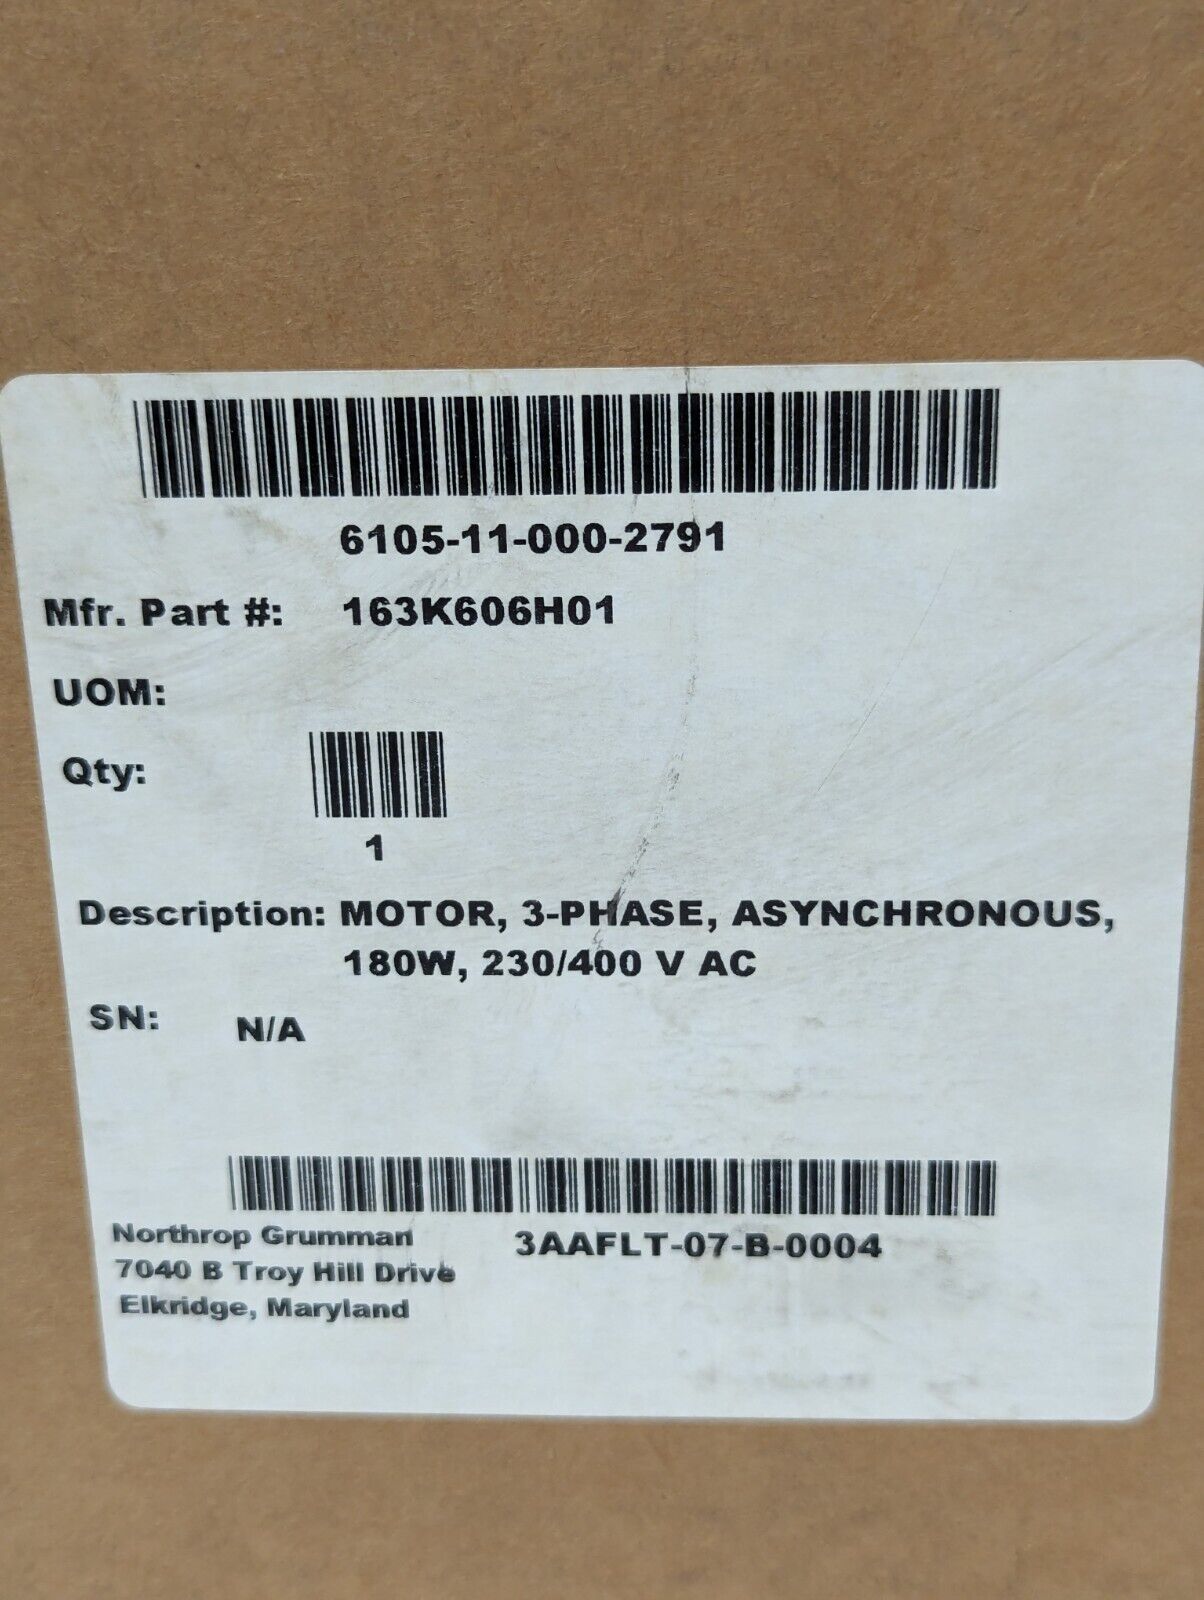 6105-11-000-2791
Mfr. Part #: 163K606H01
UOM:
Qty:
1
Description: MOTOR, 3-PHASE, ASYNCHRONOUS,
180W, 230/400 V AC
SN: N/A
3AAFLT-07-B-0004
Northrop Grumman
7040 B Troy Hill Drive
Elkridge, Maryland